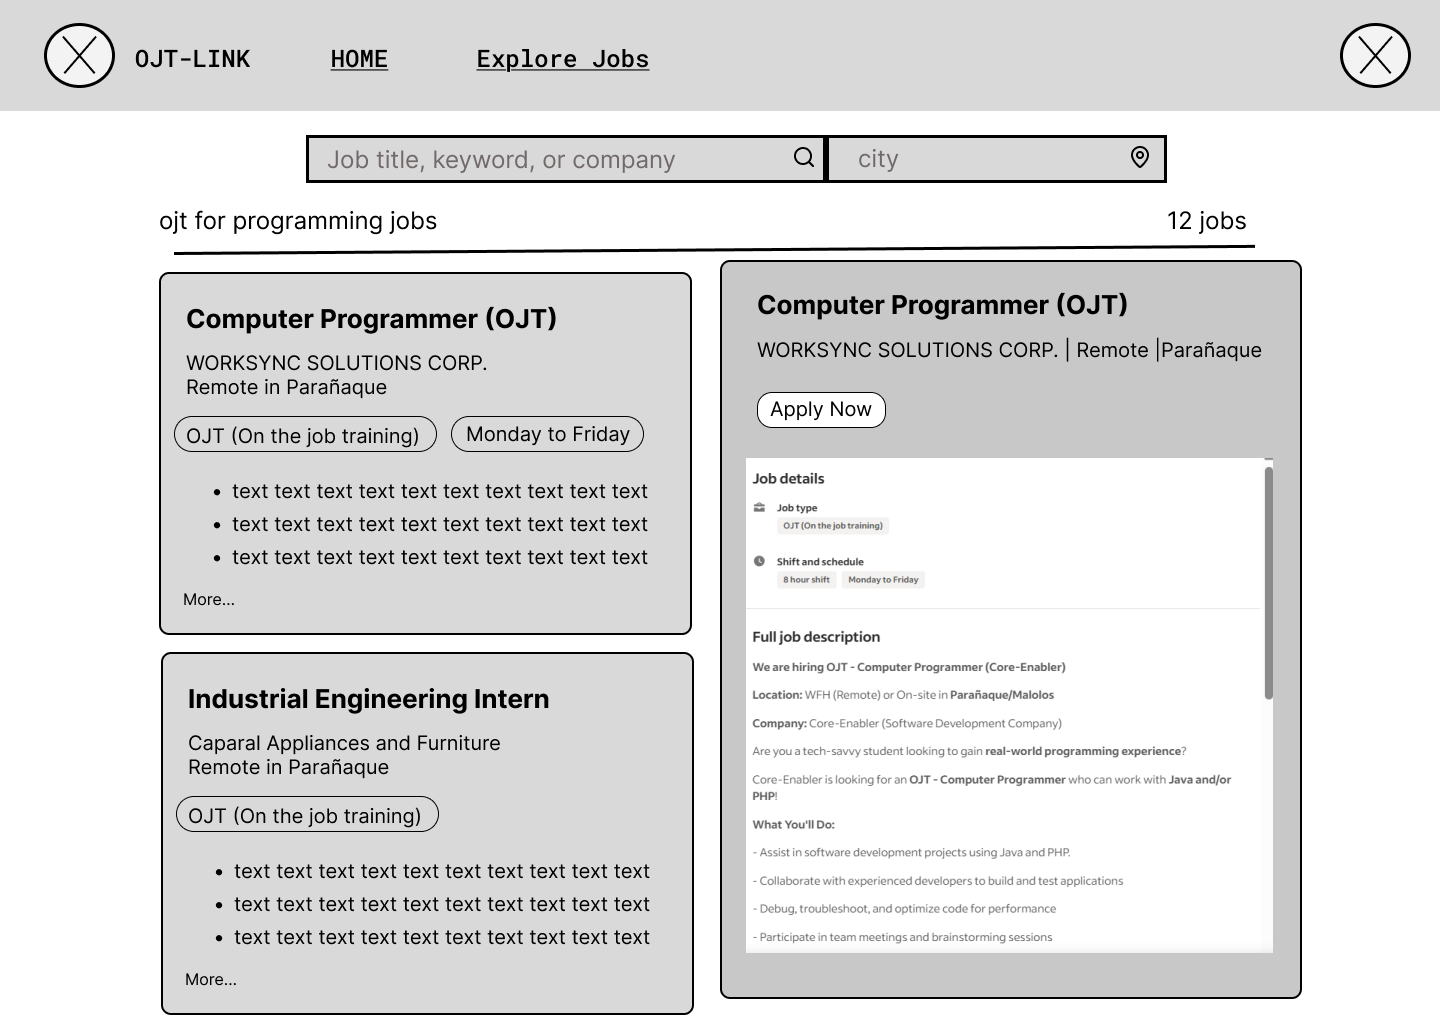 OJT-LINK
HOME
Explore Jobs
Job title, keyword, or company
city
ojt for programming jobs
12 jobs
Computer Programmer (OJT)
WORKSYNC SOLUTIONS CORP.
Remote in Parañaque
OJT (On the job training)
Monday to Friday
• text text text text text text text text text text
• text text text text text text text text text text
• text text text text text text text text text text
More...
Industrial Engineering Intern
Caparal Appliances and Furniture
Remote in Parañaque
OJT (On the job training)
• text text text text text text text text text text
• text text text text text text text text text text
• text text text text text text text text text text
More...
Computer Programmer (OJT)
WORKSYNC SOLUTIONS CORP. | Remote |Parañaque
Apply Now
Job details
Job type
OJT (On the job training)
Shift and schedule
8 hour shift
Monday to Friday
Full job description
We are hiring OJT - Computer Programmer (Core-Enabler)
Location: WFH (Remote) or On-site in Parañaque/Malolos
Company: Core-Enabler (Software Development Company)
Are you a tech-savvy student looking to gain real-world programming experience?
Core-Enabler is looking for an OJT - Computer Programmer who can work with Java and/or
PHP!
What You'll Do:
- Assist in software development projects using Java and PHP.
- Collaborate with experienced developers to build and test applications
- Debug, troubleshoot, and optimize code for performance
- Participate in team meetings and brainstorming sessions